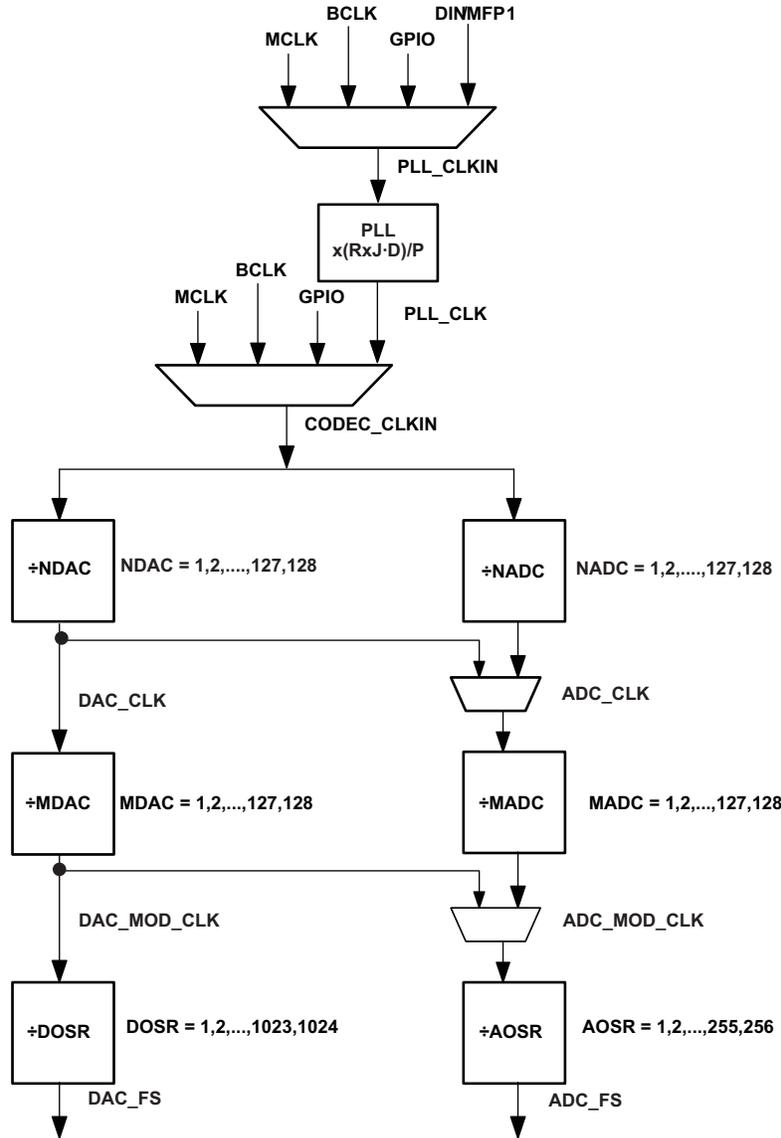 BCLK
DIN/MFP1
MCLK
GPIO
PLL_CLKIN
PLL
x(RxJ·D)/P
BCLK
MCLK
GPIO
PLL_CLK
CODEC_CLKIN
÷NDAC
NDAC = 1,2,....,127,128
÷NADC
NADC = 1,2,....,127,128
DAC_CLK
ADC_CLK
÷MDAC
MDAC = 1,2,...,127,128
÷MADC
MADC = 1,2,...,127,128
DAC_MOD_CLK
ADC_MOD_CLK
÷DOSR
DOSR = 1,2,...,1023,1024
÷AOSR
AOSR = 1,2,...,255,256
DAC_FS
ADC_FS